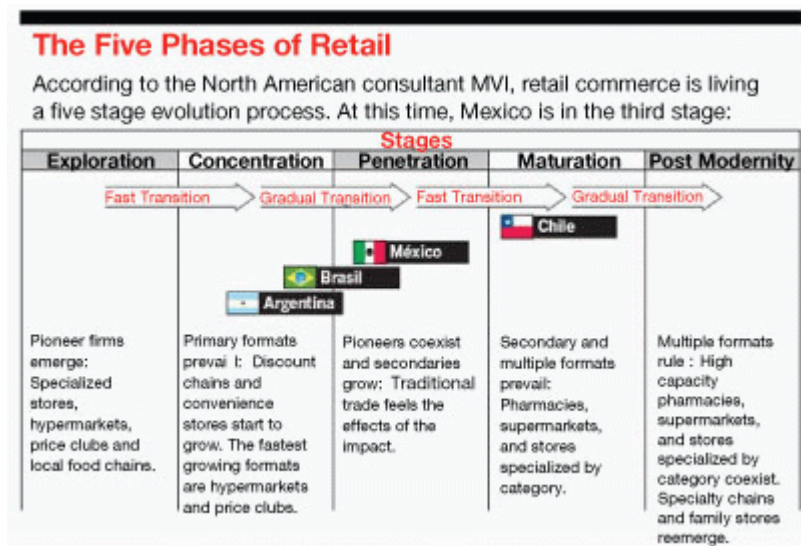 The Five Phases of Retail
According to the North American consultant MVI, retail commerce is living
a five stage evolution process. At this time, Mexico is in the third stage:
Stages
Exploration Concentration Penetration Maturation Post Modernity
Fast Transition Gradual Transition Fast Transition Gradual Transition
Chile
México
Brasil
Argentina
Pioneer firms
emerge:
Specialized
stores,
hypermarkets,
price clubs and
local food chains.
Primary formats
prevai l: Discount
chains and
convenience
stores start to
grow. The fastest
growing formats
are hypermarkets
and price clubs.
Pioneers coexist
and secondaries
grow: Traditional
trade feels the
effects of the
impact.
Secondary and
multiple formats
prevail:
Pharmacies,
supermarkets,
and stores
specialized by
category.
Multiple formats
rule : High
capacity
pharmacies,
supermarkets,
and stores
specialized by
category coexist.
Specialty chains
and family stores
reemerge.